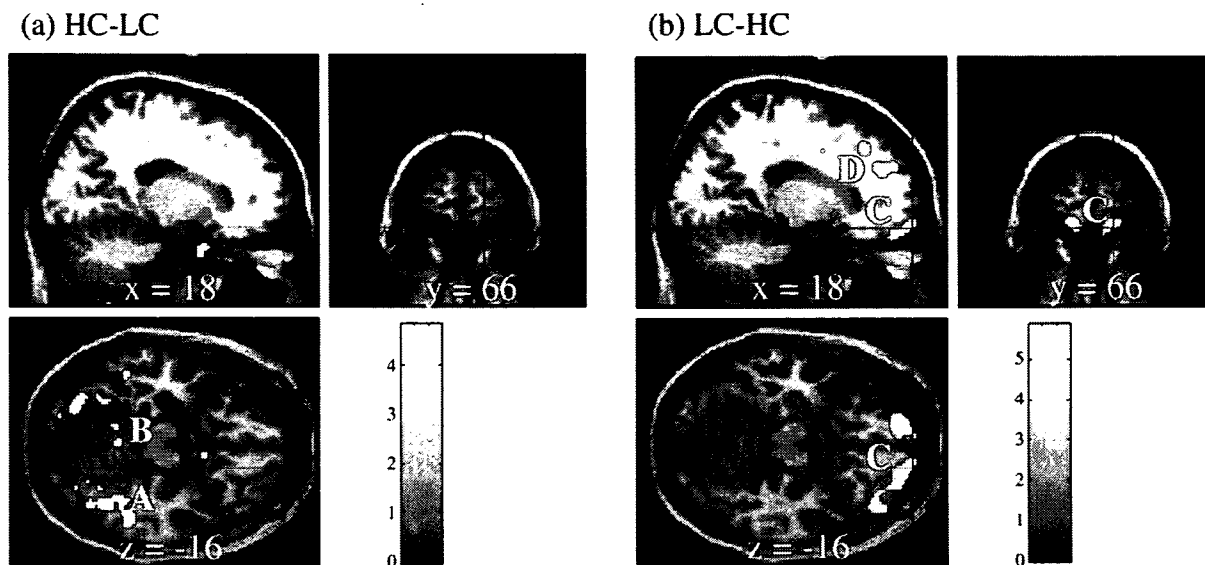 (a) HC-LC
(b) LC-HC
D
C
C
x = 18
y = 66
x = 18
y = 66
4
3
2
1
0
B
A
z = -16
5
4
3
2
1
0
C
z = -16